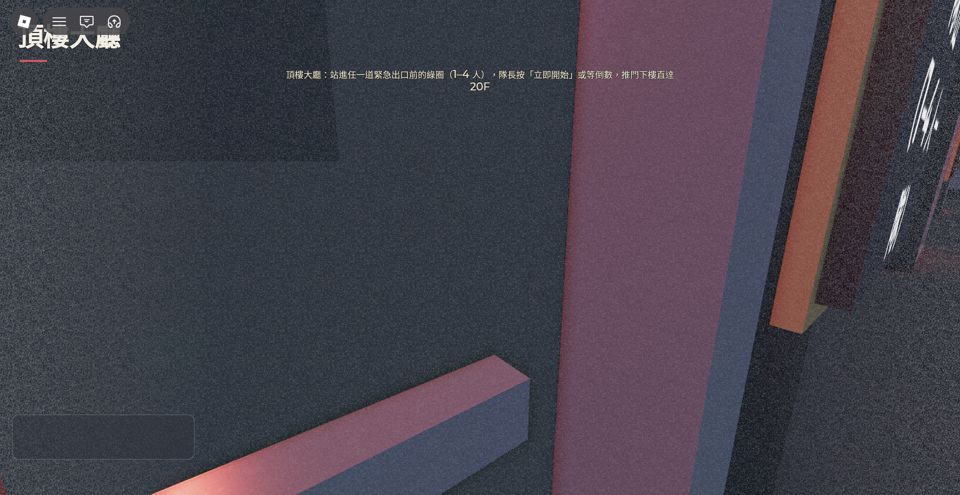 頂樓大廳
頂樓大廳：站進任一道緊急出口前的綠圈（1–4 人），隊長按「立即開始」或等倒數，推門下樓直達
20F